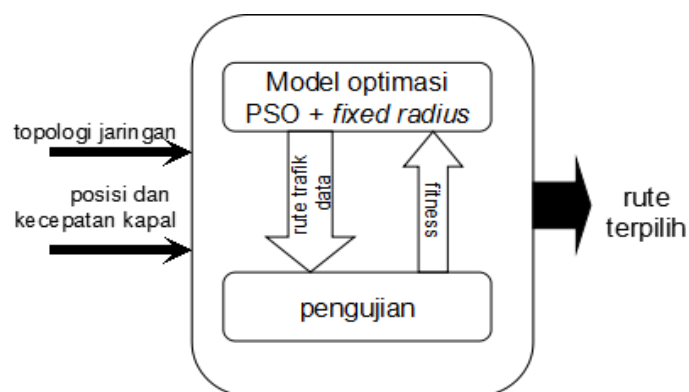 Model optimasi
PSO + fixed radius
topologi jaringan
posisi dan
kecepatan kapal
rute trafik
data
fitness
rute
terpilih
pengujian